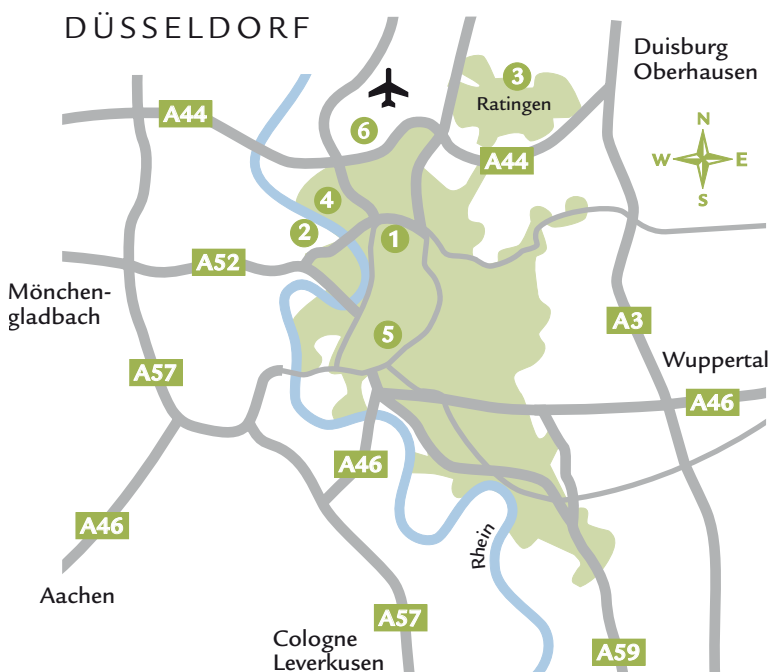 DÜSSELDORF
Duisburg
Oberhausen
3
Ratingen
A44
6
A44
N
W E
S
4
2
1
A52
Mönchen-
gladbach
A3
5
Wuppertal
A57
A46
A46
A46
Rhein
Aachen
A57
Cologne
Leverkusen
A59